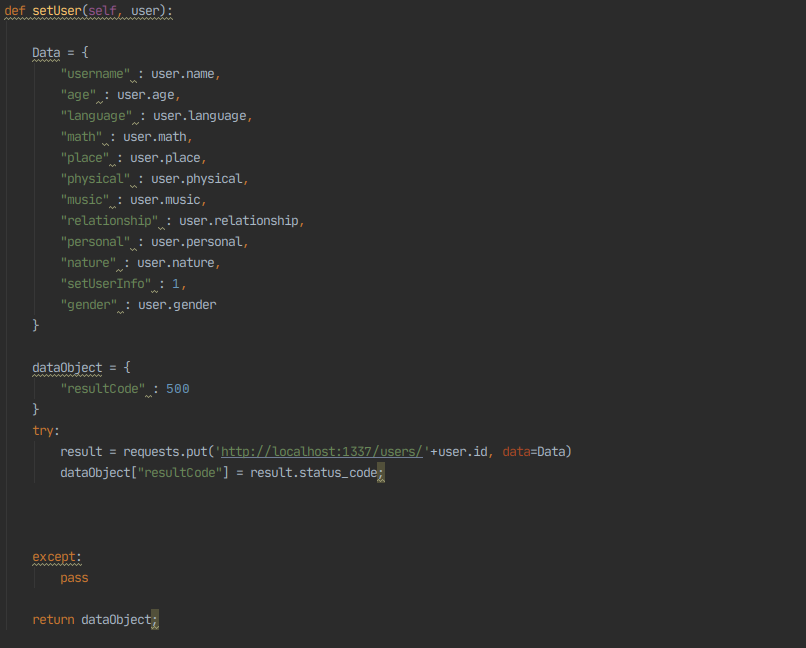 def setUser(self, user):
Data = {
"username" : user.name,
"age" : user.age,
"language" : user.language,
"math" : user.math,
"place" : user.place,
"physical" : user.physical,
"music" : user.music,
"relationship" : user.relationship,
"personal" : user.personal,
"nature" : user.nature,
"setUserInfo" : 1,
"gender" : user.gender
}
dataObject = {
"resultCode" : 500
}
try:
result = requests.put('http://localhost:1337/users/'+user.id, data=Data)
dataObject["resultCode"] = result.status_code;
except:
pass
return dataObject;